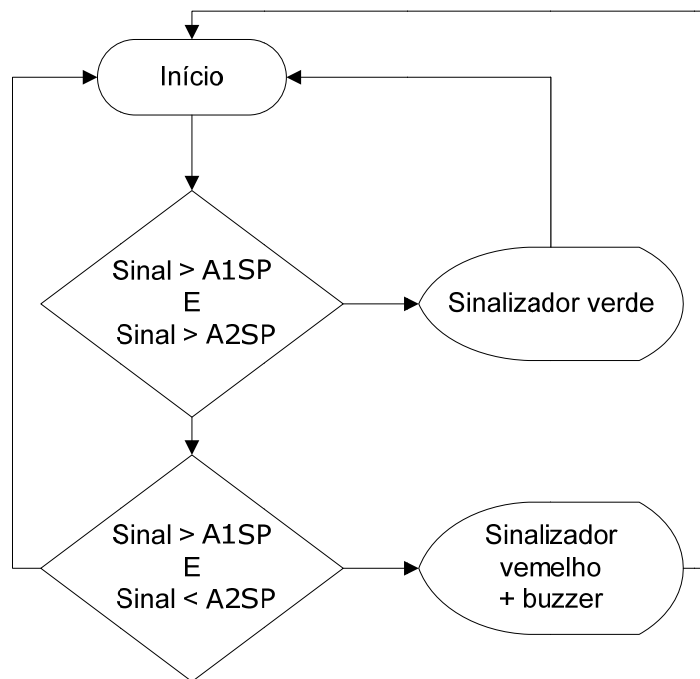 Início
Sinal > A1SP
E
Sinal > A2SP
Sinalizador verde
Sinal > A1SP
E
Sinal < A2SP
Sinalizador
vemelho
+ buzzer